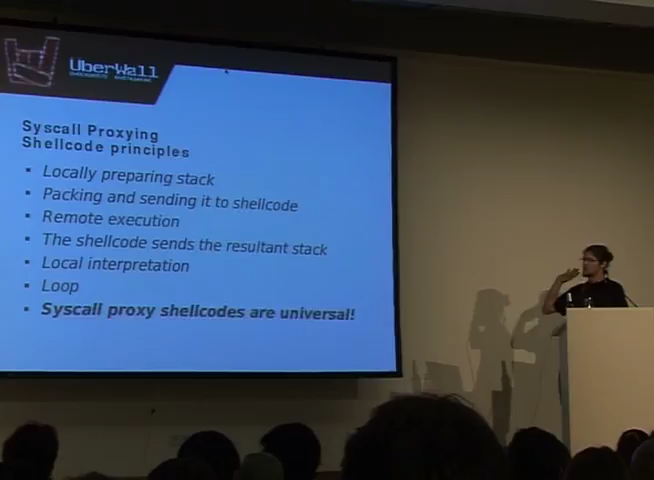 UberWall
Syscall Proxying
Shellcode principles
Locally preparing stack
Packing and sending it to shellcode
Remote execution
The shellcode sends the resultant stack
Local interpretation
Loop
Syscall proxy shellcodes are universal!